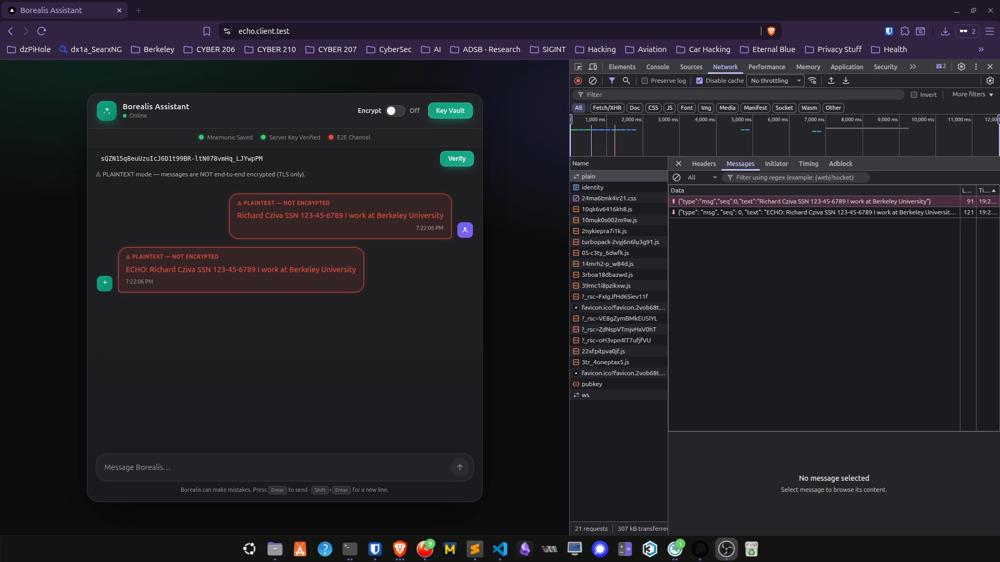 Borealis Assistant
echo.client.test
2
dzPiHole
dx1a_SearxNG
Berkeley
CYBER 206
CYBER 210
CYBER 207
CyberSec
AI
ADSB - Research
SIGINT
Hacking
Aviation
Car Hacking
Eternal Blue
Privacy Stuff
Health
»
Borealis Assistant
Online
Encrypt
Off
Key Vault
Mnemonic Saved
Server Key Verified
E2E Channel
sQZN15q8euUzuIcJ6D1t99BR-ltN078vmHq_LJYwpPM
Verify
⚠ PLAINTEXT mode — messages are NOT end-to-end encrypted (TLS only).
⚠ PLAINTEXT — NOT ENCRYPTED
Richard Cziva SSN 123-45-6789 I work at Berkeley University
7:22:06 PM
⚠ PLAINTEXT — NOT ENCRYPTED
ECHO: Richard Cziva SSN 123-45-6789 I work at Berkeley University
7:22:06 PM
Message Borealis…
Borealis can make mistakes. Press Enter to send · Shift + Enter for a new line.
Elements
Console
Sources
Network
Performance
Memory
Application
Security
2
Preserve log
Disable cache
No throttling
Filter
Invert
More filters
All
Fetch/XHR
Doc
CSS
JS
Font
Img
Media
Manifest
Socket
Wasm
Other
1,000 ms
2,000 ms
3,000 ms
4,000 ms
5,000 ms
6,000 ms
7,000 ms
8,000 ms
9,000 ms
10,000 ms
11,000 ms
12,00
Name
plain
identity
24ma6tmk4ir21.css
10qk6v6416kh8.js
10muk0s002m9w.js
2nykiepra7i1k.js
turbopack-2vyj6n6lu3g91.js
05-c3ty_6dwfk.js
14mrh2-p_w84d.js
3rboa18dbazwd.js
39mc1i8pzikxw.js
?_rsc=FxIgJfHd6Siev11f
favicon.ico?favicon.2vob68t...
?_rsc=VE8gZymBMkEU5lYL
?_rsc=ZdNspVTmjvHxV0hT
?_rsc=oH3vpn4lT7ufjfVU
22xfpitpva0jf.js
3tr_4oneptax5.js
favicon.ico?favicon.2vob68t...
pubkey
ws
21 requests
307 kB transferre
Headers
Messages
Initiator
Timing
Adblock
All
Filter using regex (example: (web)?socket)
Data
L...
Ti...
{"type":"msg","seq":0,"text":"Richard Cziva SSN 123-45-6789 I work at Berkeley University"}
91
19:2...
{"type": "msg", "seq": 0, "text": "ECHO: Richard Cziva SSN 123-45-6789 I work at Berkeley Universit...
121
19:2...
No message selected
Select message to browse its content.
9
1